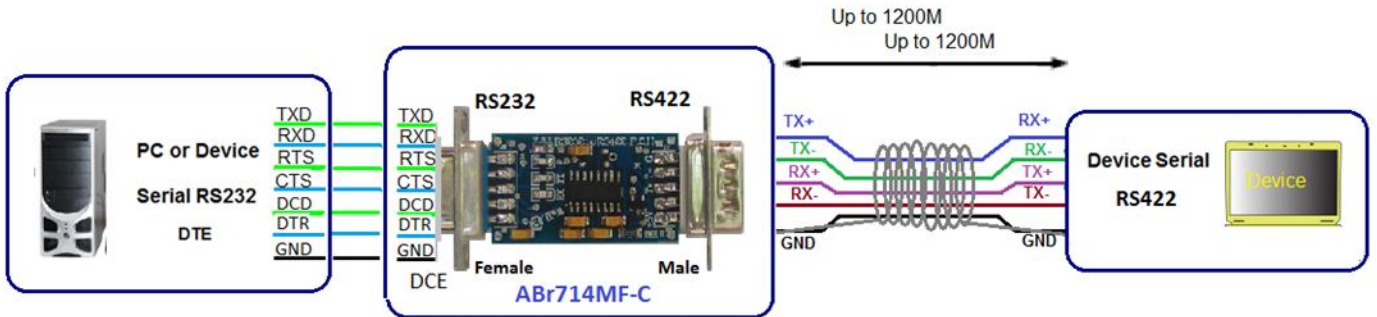 Up to 1200M
Up to 1200M
PC or Device
Serial RS232
DTE
TXD
RXD
RTS
CTS
DCD
DTR
GND
TXD
RXD
RTS
CTS
DCD
DTR
GND
DCE
RS232
RS422
Female
Male
ABr714MF-C
TX+
TX-
RX+
RX-
GND
RX+
RX-
TX+
TX-
GND
Device Serial
RS422
Device